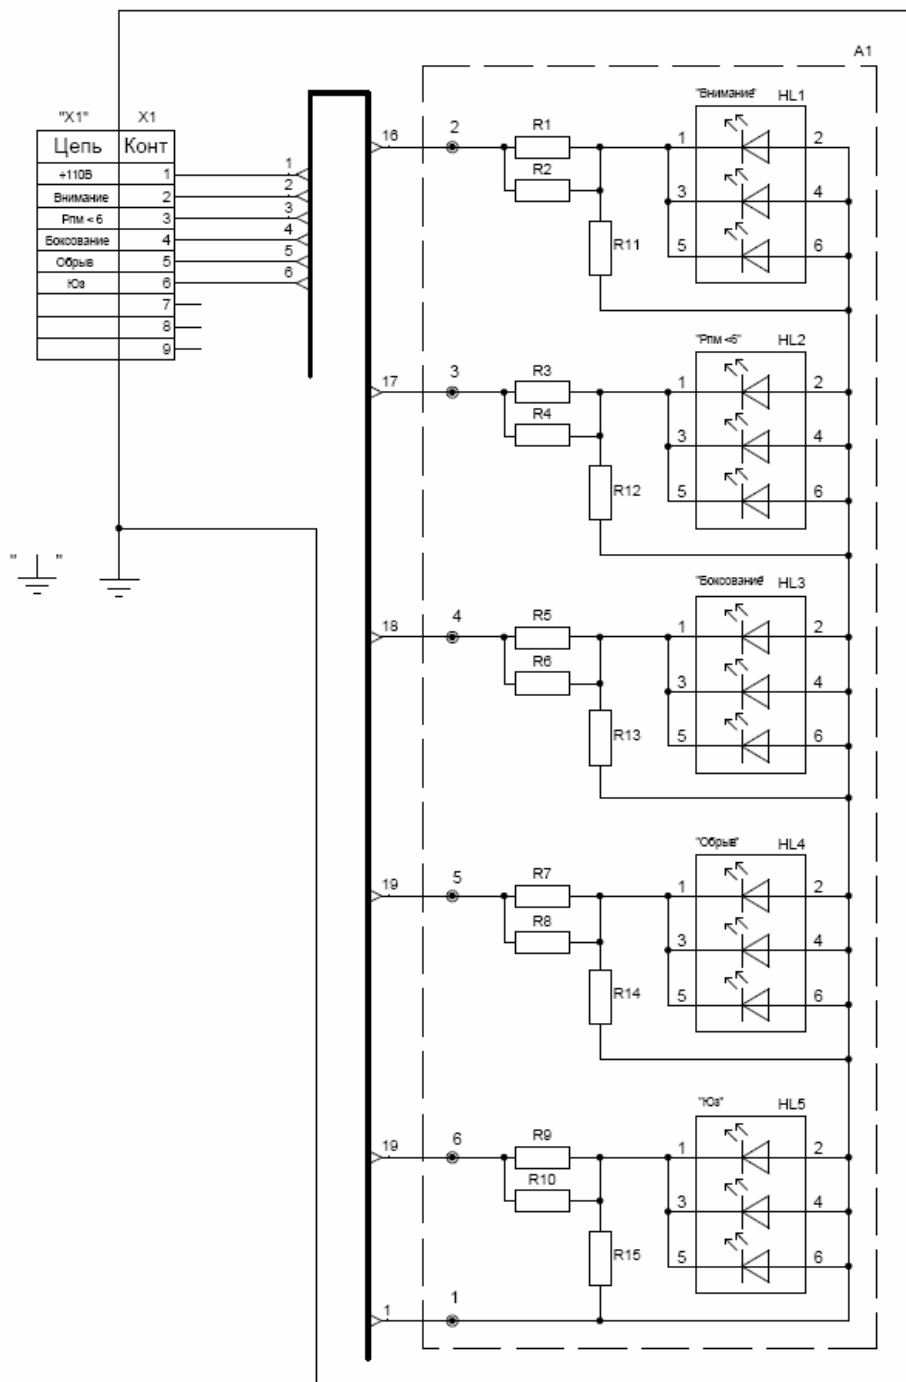 A1
"X1" X1
Цепь Конт
+110В 1 1
Внимание 2 2
Рпм < 6 3 3
Боксование 4 4
Обрыв 5 5
Юз 6 6
7
8
9
" "
16 2 R1 "Внимание" HL1
1 2
R2
3 4
R11
5 6
17 3 R3 "Рпм <6" HL2
1 2
R4
3 4
R12
5 6
18 4 R5 "Боксование" HL3
1 2
R6
3 4
R13
5 6
19 5 R7 "Обрыв" HL4
1 2
R8
3 4
R14
5 6
19 6 R9 "Юз" HL5
1 2
R10
3 4
R15
5 6
1 1